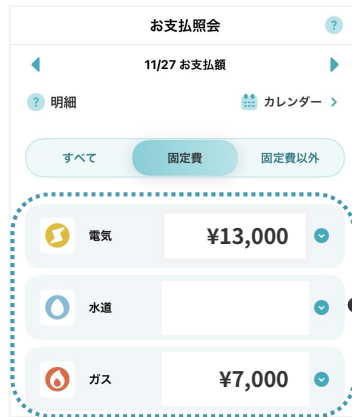 お支払照会 ?
11/27 お支払額
? 明細 カレンダー
すべて 固定費 固定費以外
電気 ¥13,000
水道
ガス ¥7,000